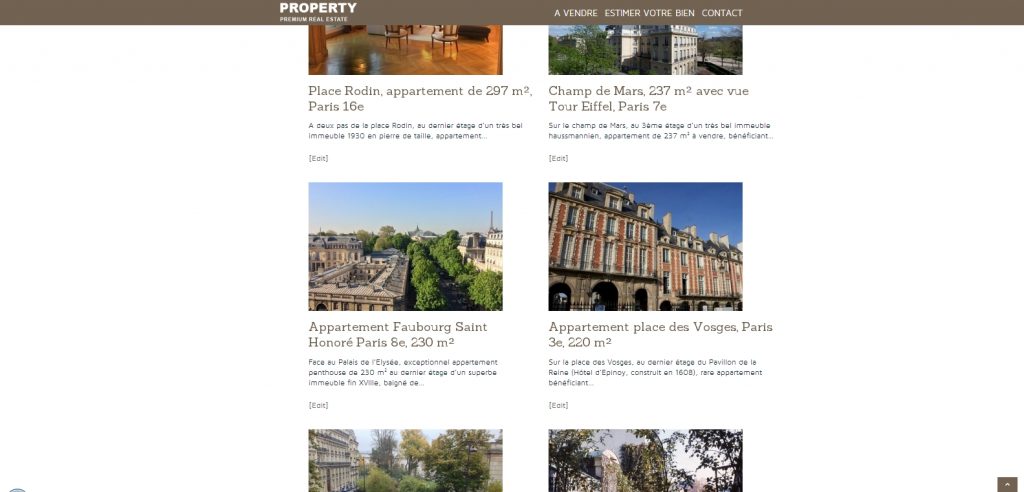 PROPERTY
PREMIUM REAL ESTATE
A VENDRE ESTIMER VOTRE BIEN CONTACT
Place Rodin, appartement de 297 m²,
Paris 16e
A deux pas de la place Rodin, au dernier étage d'un très bel
immeuble 1930 en pierre de taille, appartement...
[Edit]
Champ de Mars, 237 m² avec vue
Tour Eiffel, Paris 7e
Sur le champ de Mars, au 3ème étage d'un très bel immeuble
haussmannien, appartement de 237 m² à vendre, bénéficiant...
[Edit]
Appartement Faubourg Saint
Honoré Paris 8e, 230 m²
Face au Palais de l'Elysée, exceptionnel appartement
penthouse de 230 m² au dernier étage d'un superbe
immeuble fin XVIIIe, baigné de...
[Edit]
Appartement place des Vosges, Paris
3e, 220 m²
Sur la place des Vosges, au dernier étage du Pavillon de la
Reine (Hôtel d'Epinoy, construit en 1608), rare appartement
bénéficiant...
[Edit]